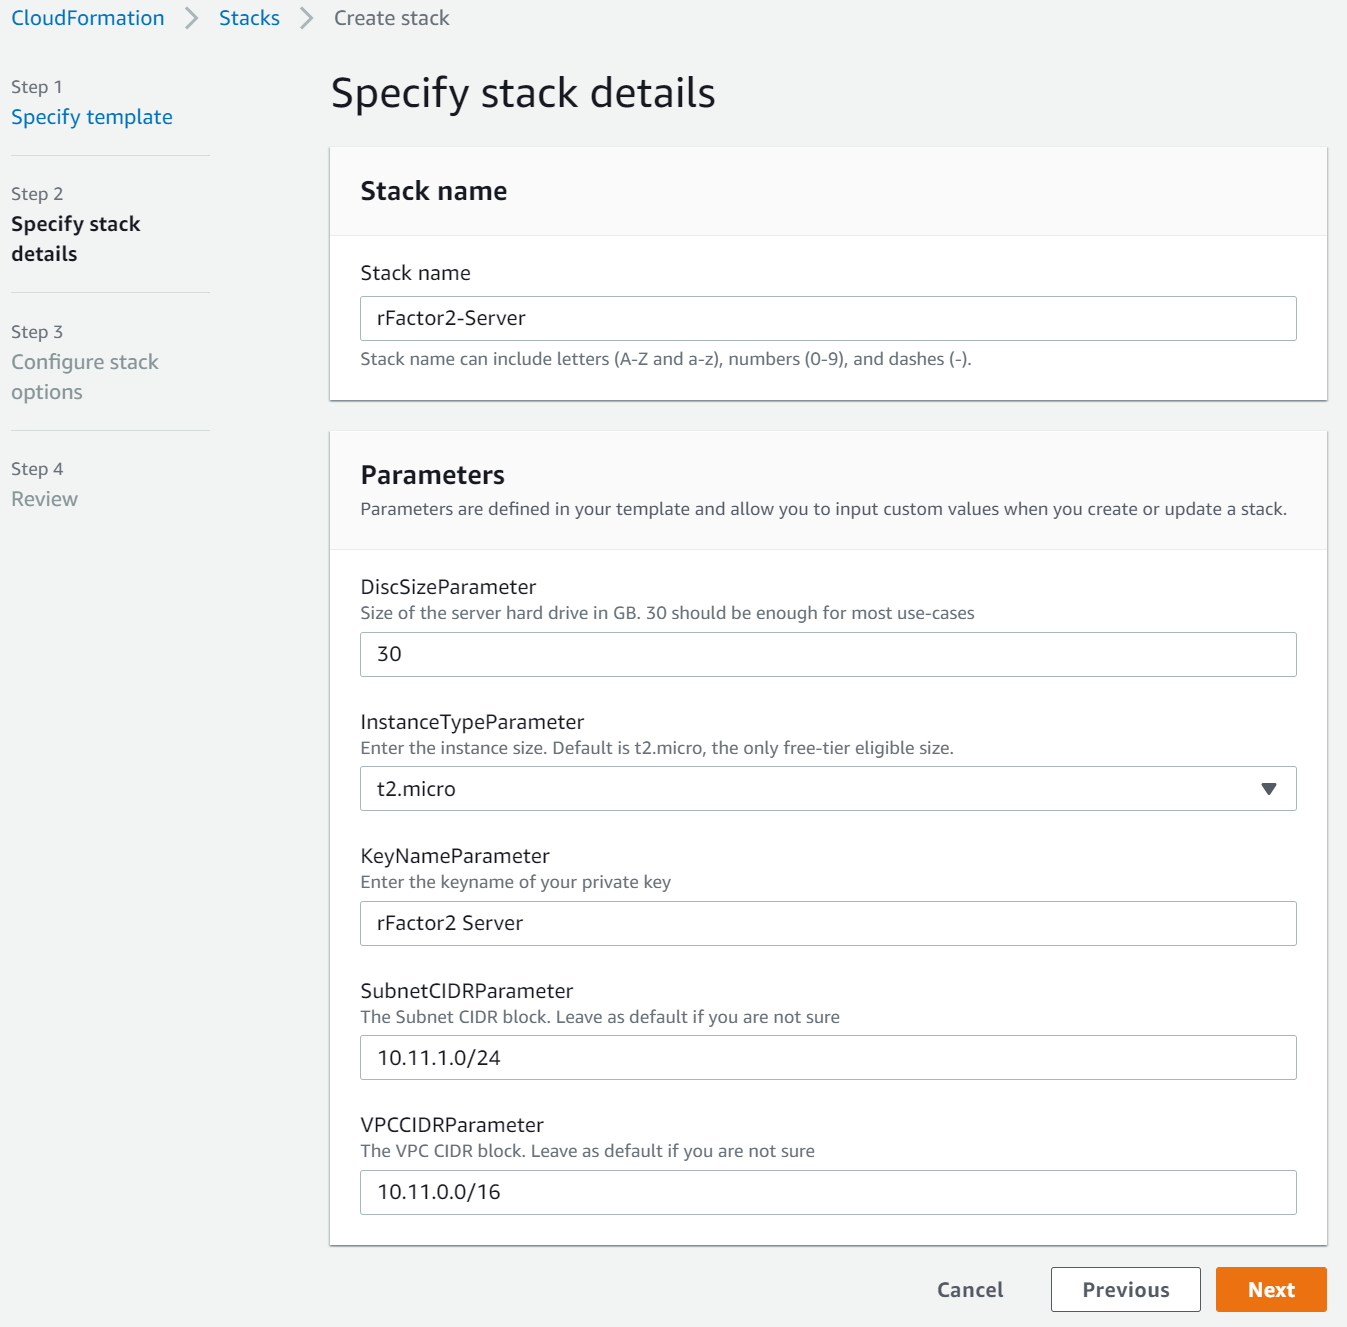 CloudFormation
Stacks
Create stack
Step 1
Specify template
Step 2
Specify stack
details
Step 3
Configure stack
options
Step 4
Review
Specify stack details
Stack name
Stack name
rFactor2-Server
Stack name can include letters (A-Z and a-z), numbers (0-9), and dashes (-).
Parameters
Parameters are defined in your template and allow you to input custom values when you create or update a stack.
DiscSizeParameter
Size of the server hard drive in GB. 30 should be enough for most use-cases
30
InstanceTypeParameter
Enter the instance size. Default is t2.micro, the only free-tier eligible size.
t2.micro
KeyNameParameter
Enter the keyname of your private key
rFactor2 Server
SubnetCIDRParameter
The Subnet CIDR block. Leave as default if you are not sure
10.11.1.0/24
VPCCIDRParameter
The VPC CIDR block. Leave as default if you are not sure
10.11.0.0/16
Cancel
Previous
Next